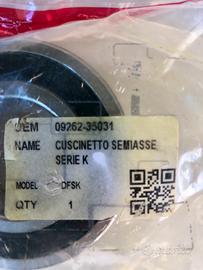 OEM 09262-35031
NAME CUSCINETTO SEMIASSE
SERIE K
MODEL DFSK
QTY 1